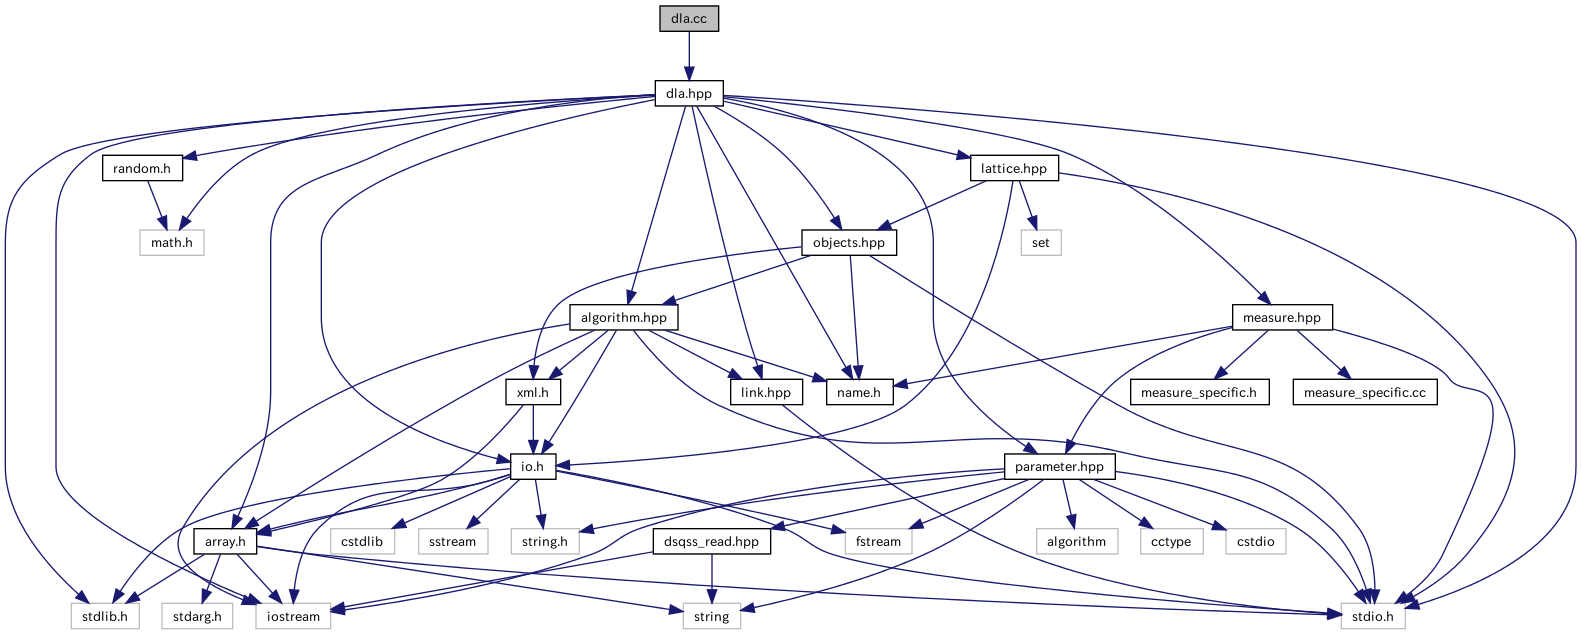 dla.cc
dla.hpp
random.h
lattice.hpp
math.h
objects.hpp
set
algorithm.hpp
measure.hpp
xml.h
link.hpp
name.h
measure_specific.h
measure_specific.cc
io.h
parameter.hpp
array.h
cstdlib
sstream
string.h
dsqss_read.hpp
fstream
algorithm
cctype
cstdio
stdlib.h
stdarg.h
iostream
string
stdio.h